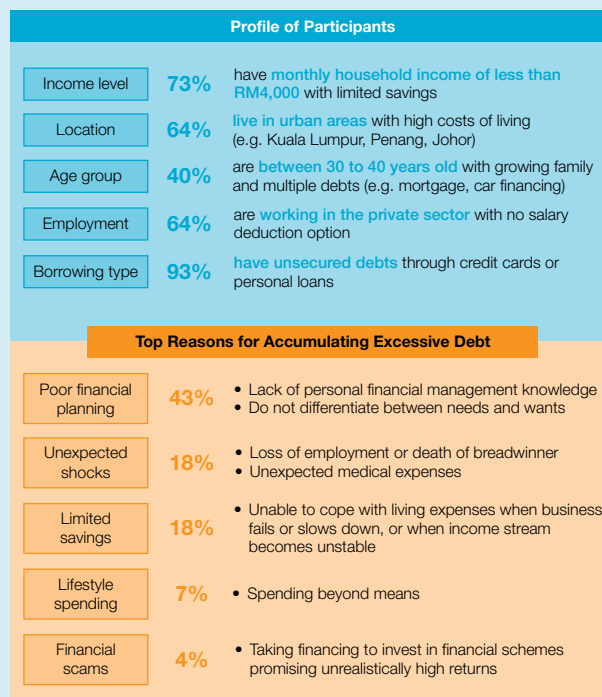 Profile of Participants
Income level
73%
have monthly household income of less than
RM4,000 with limited savings
Location
64%
live in urban areas with high costs of living
(e.g. Kuala Lumpur, Penang, Johor)
Age group
40%
are between 30 to 40 years old with growing family
and multiple debts (e.g. mortgage, car financing)
Employment
64%
are working in the private sector with no salary
deduction option
Borrowing type
93%
have unsecured debts through credit cards or
personal loans
Top Reasons for Accumulating Excessive Debt
Poor financial
planning
43%
• Lack of personal financial management knowledge
• Do not differentiate between needs and wants
Unexpected
shocks
18%
• Loss of employment or death of breadwinner
• Unexpected medical expenses
Limited
savings
18%
• Unable to cope with living expenses when business
fails or slows down, or when income stream
becomes unstable
Lifestyle
spending
7%
• Spending beyond means
Financial
scams
4%
• Taking financing to invest in financial schemes
promising unrealistically high returns